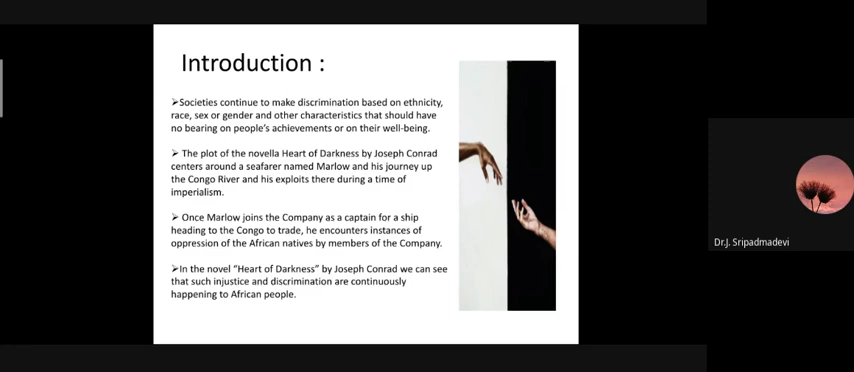 Introduction :
➢Societies continue to make discrimination based on ethnicity,
race, sex or gender and other characteristics that should have
no bearing on people's achievements or on their well-being.
➢ The plot of the novella Heart of Darkness by Joseph Conrad
centers around a seafarer named Marlow and his journey up
the Congo River and his exploits there during a time of
imperialism.
➢ Once Marlow joins the Company as a captain for a ship
heading to the Congo to trade, he encounters instances of
oppression of the African natives by members of the Company.
➢In the novel “Heart of Darkness” by Joseph Conrad we can see
that such injustice and discrimination are continuously
happening to African people.
Dr.J. Sripadmadevi